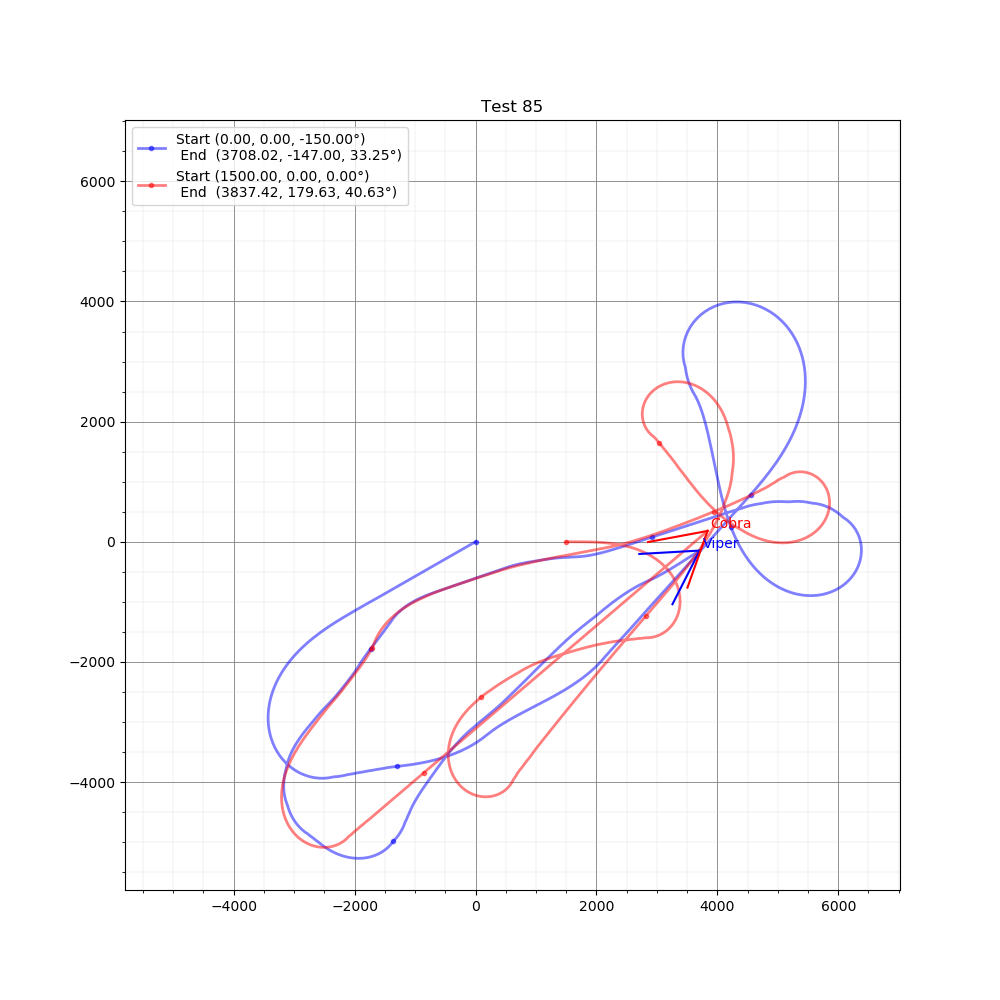 Test 85
Start (0.00, 0.00, -150.00°)
End  (3708.02, -147.00, 33.25°)
Start (1500.00, 0.00, 0.00°)
End  (3837.42, 179.63, 40.63°)
6000
4000
2000
0
−2000
−4000
Cobra
Viper
−4000 −2000 0 2000 4000 6000